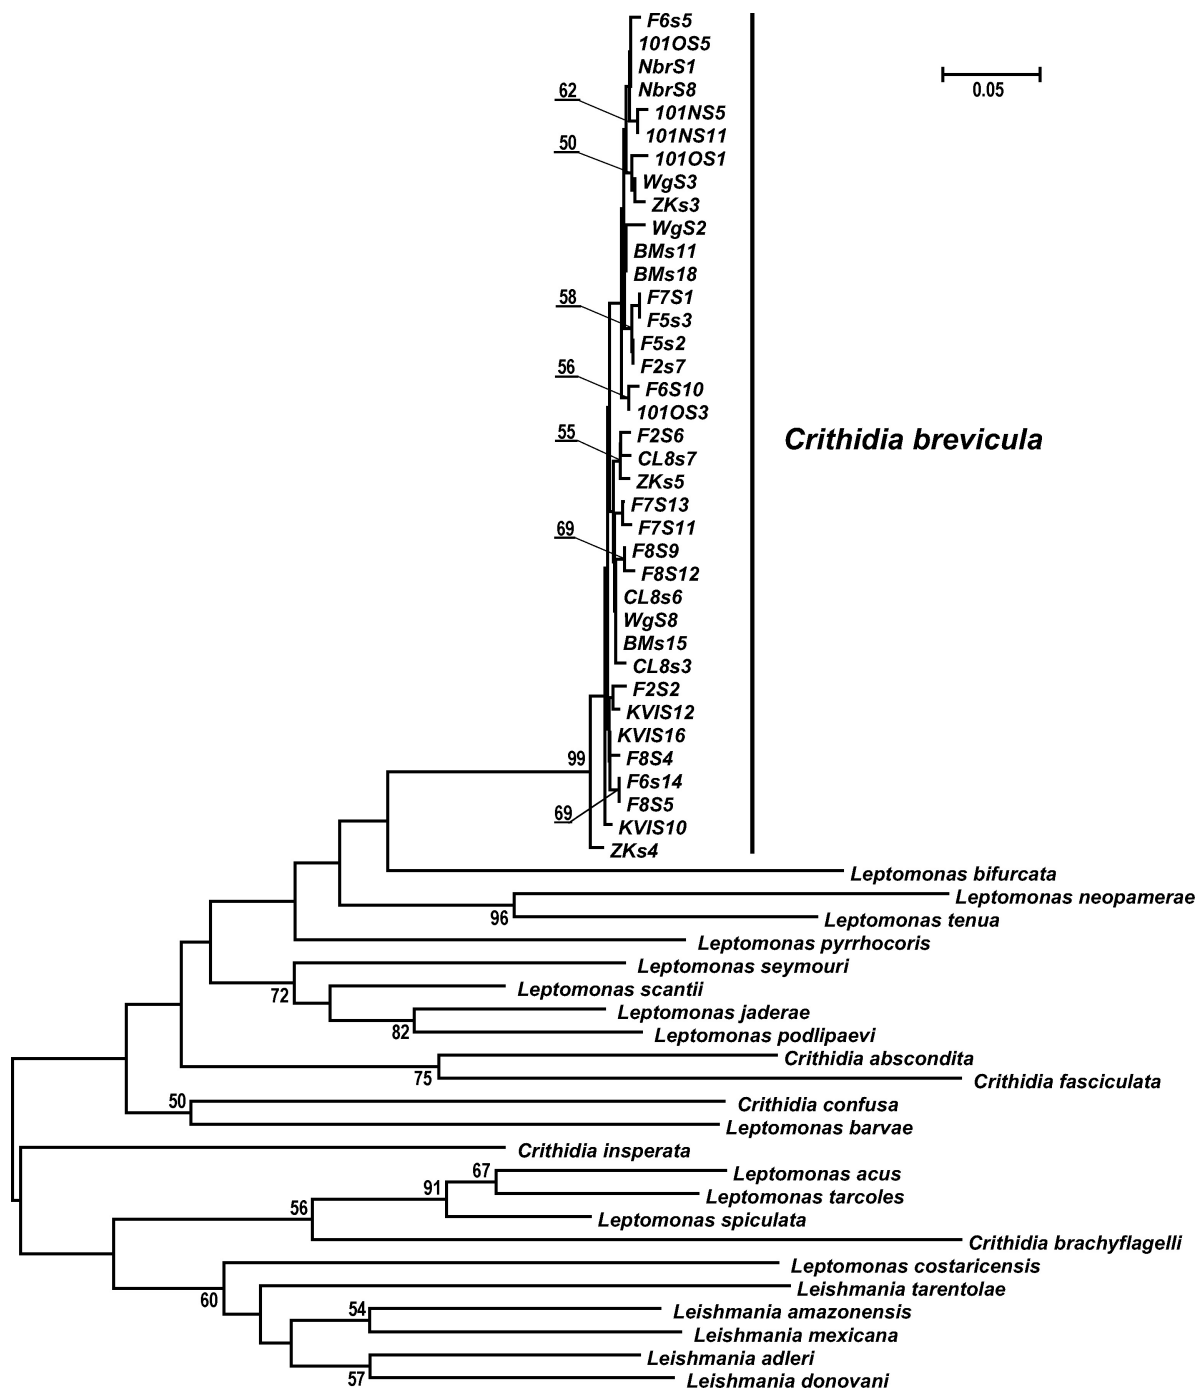 F6s5
101OS5
NbrS1
0.05
NbrS8
62
101NS5
101NS11
50
101OS1
WgS3
ZKs3
WgS2
BMs11
BMs18
58
F7S1
F5s3
F5s2
F2s7
56
F6S10
101OS3
55
F2S6
Crithidia brevicula
CL8s7
ZKs5
F7S13
69
F7S11
F8S9
F8S12
CL8s6
WgS8
BMs15
CL8s3
F2S2
KVIS12
KVIS16
99
F8S4
F6s14
69
F8S5
KVIS10
ZKs4
Leptomonas bifurcata
Leptomonas neopamerae
96
Leptomonas tenua
Leptomonas pyrrhocoris
Leptomonas seymouri
72
Leptomonas scantii
Leptomonas jaderae
82
Leptomonas podlipaevi
Crithidia abscondita
75
Crithidia fasciculata
50
Crithidia confusa
Leptomonas barvae
Crithidia insperata
67
Leptomonas acus
91
Leptomonas tarcoles
56
Leptomonas spiculata
Crithidia brachyflagelli
Leptomonas costaricensis
60
Leishmania tarentolae
54
Leishmania amazonensis
Leishmania mexicana
Leishmania adleri
57
Leishmania donovani